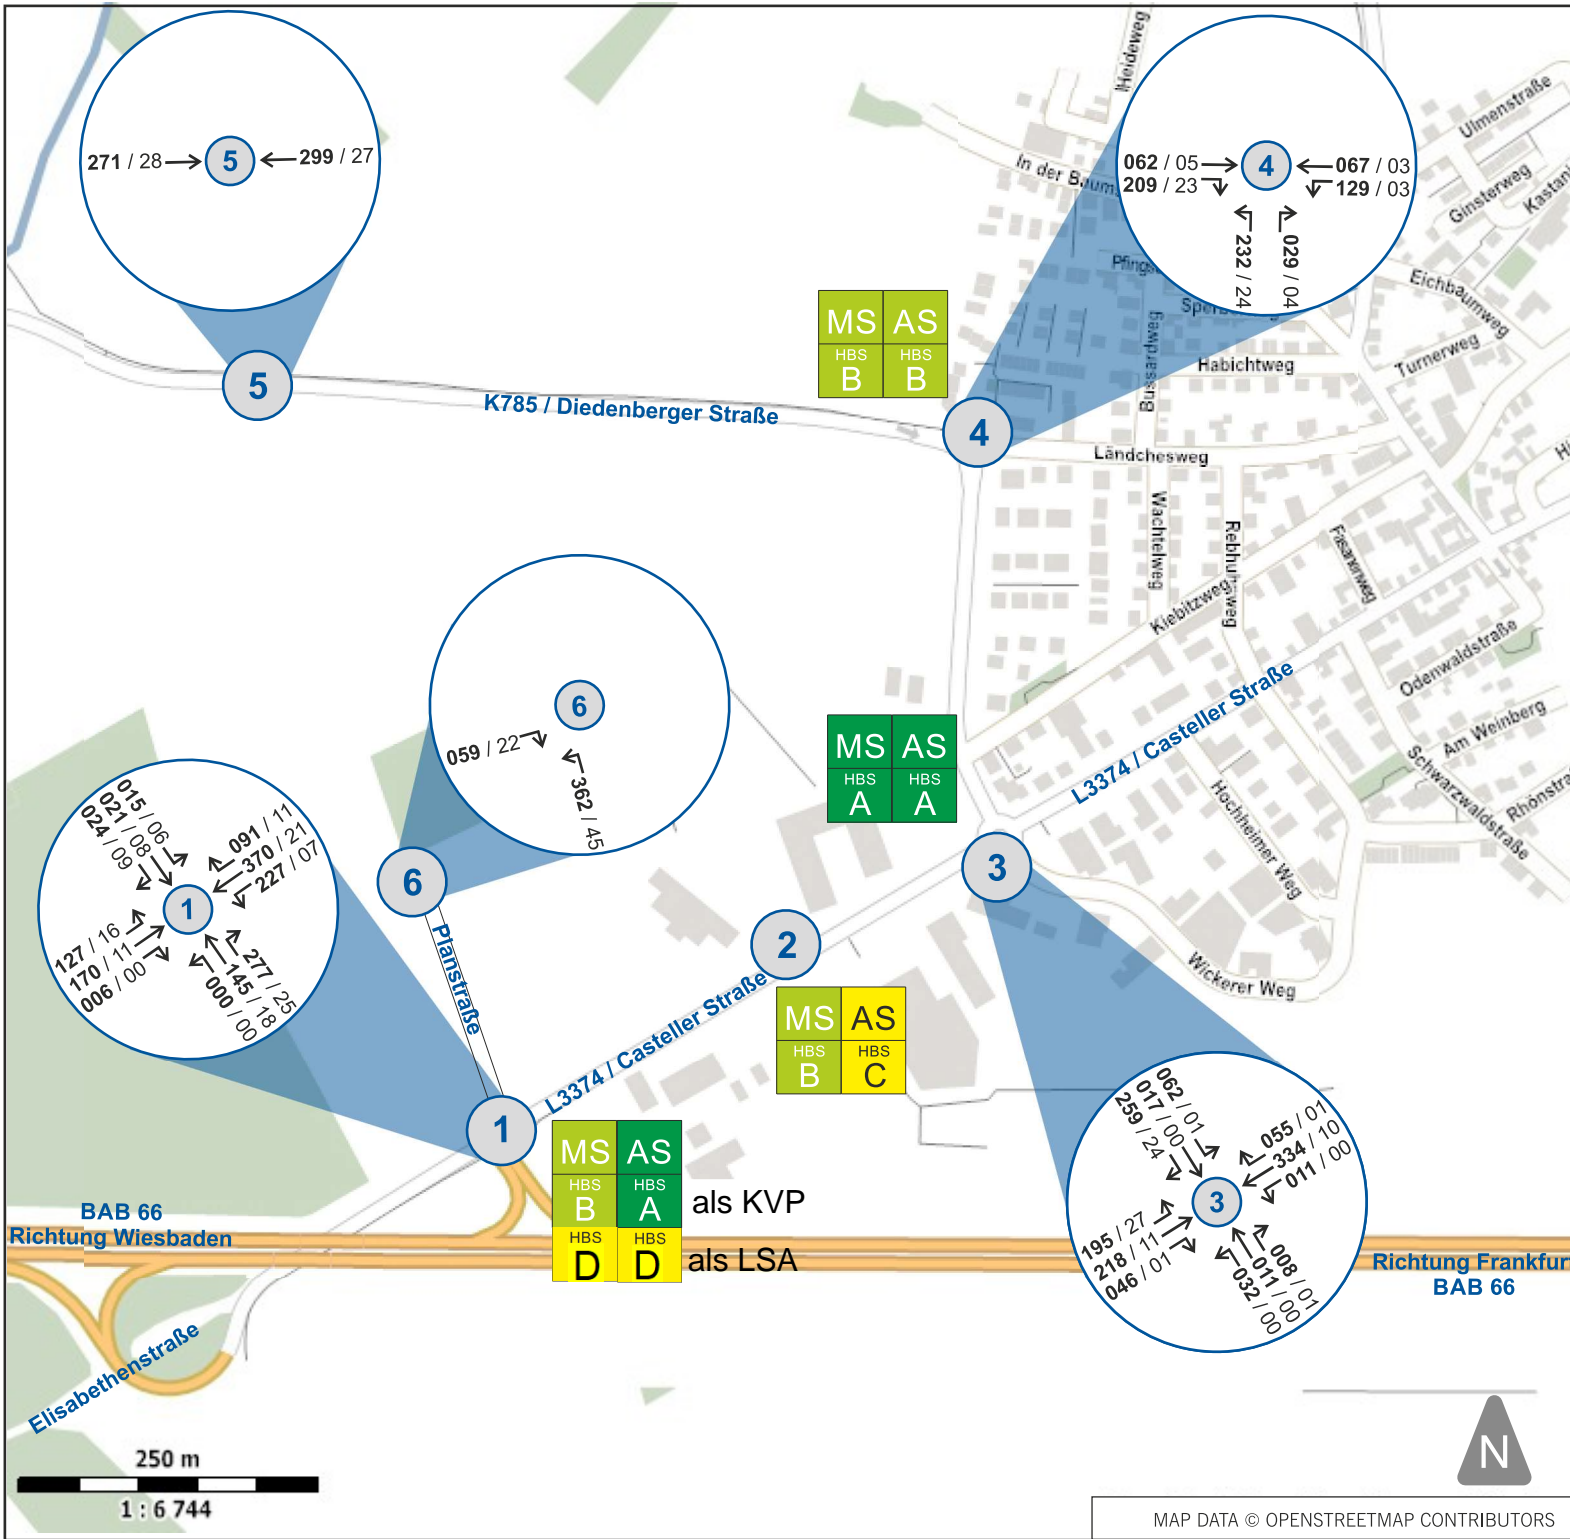 Heideweg
Ulmenstraße
In der Baums
Ginsterweg
271 / 28
5
299 / 27
062 / 05
209 / 23
4
067 / 03
129 / 03
232 / 24
029 / 04
Eichbaumweg
Turnerweg
Habichtweg
Bussardweg
MS AS
HBS HBS
B B
5
K785 / Diedenberger Straße
4
Ländchesweg
Wachtelweg
Rebhuhnweg
Fasanenweg
Kiebitzweg
Odenwaldstraße
Am Weinberg
Schwarzwaldstraße
L3374 / Casteller Straße
Hochheimer Weg
Wickerer Weg
6
059 / 22
362 / 45
MS AS
HBS HBS
A A
015 / 06
021 / 08
024 / 09
091 / 11
370 / 21
227 / 07
1
127 / 16
170 / 11
006 / 00
277 / 25
145 / 18
000 / 00
6
Planstraße
3
2
L3374 / Casteller Straße
MS AS
HBS HBS
B C
1
MS AS
HBS HBS
B A
als KVP
HBS HBS
D D
als LSA
062 / 01
017 / 00
259 / 24
055 / 01
334 / 10
011 / 00
3
195 / 27
218 / 11
046 / 01
008 / 01
011 / 00
032 / 00
BAB 66
Richtung Wiesbaden
Richtung Frankfur
BAB 66
Elisabethenstraße
250 m
1 : 6 744
N
MAP DATA © OPENSTREETMAP CONTRIBUTORS